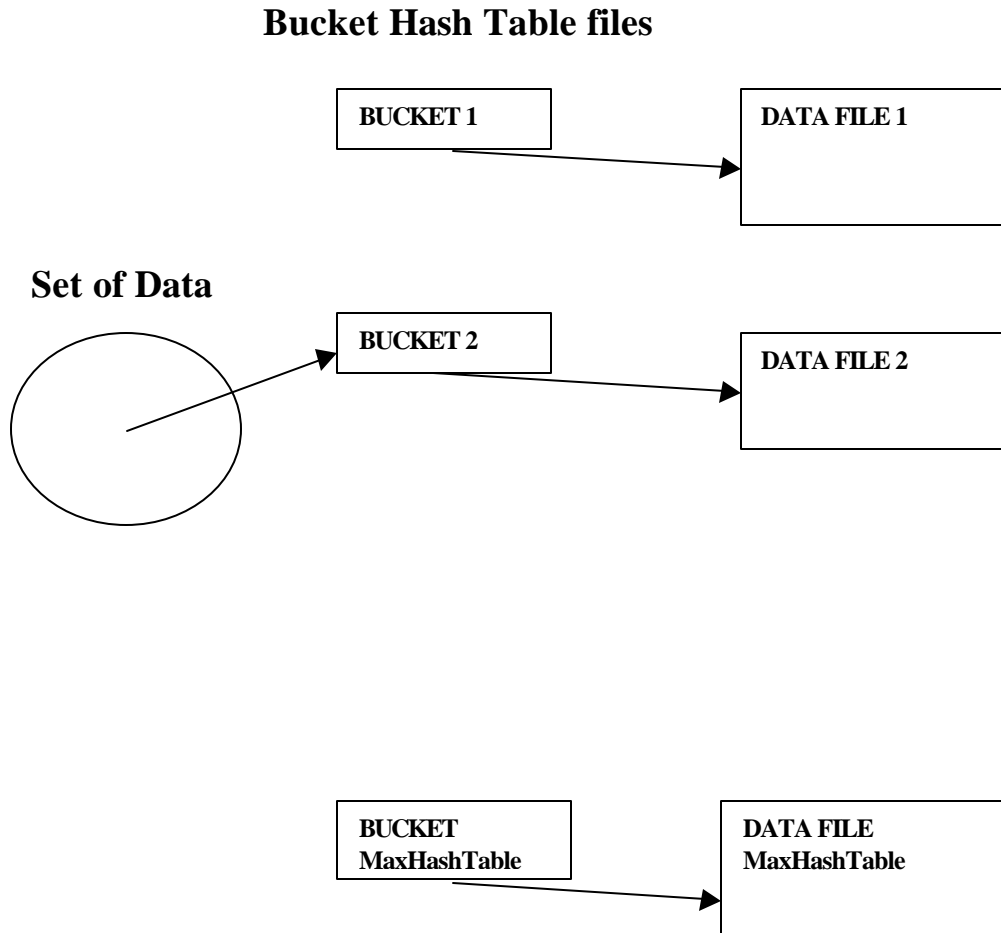 Bucket Hash Table files
BUCKET 1
DATA FILE 1
Set of Data
BUCKET 2
DATA FILE 2
BUCKET
MaxHashTable
DATA FILE
MaxHashTable